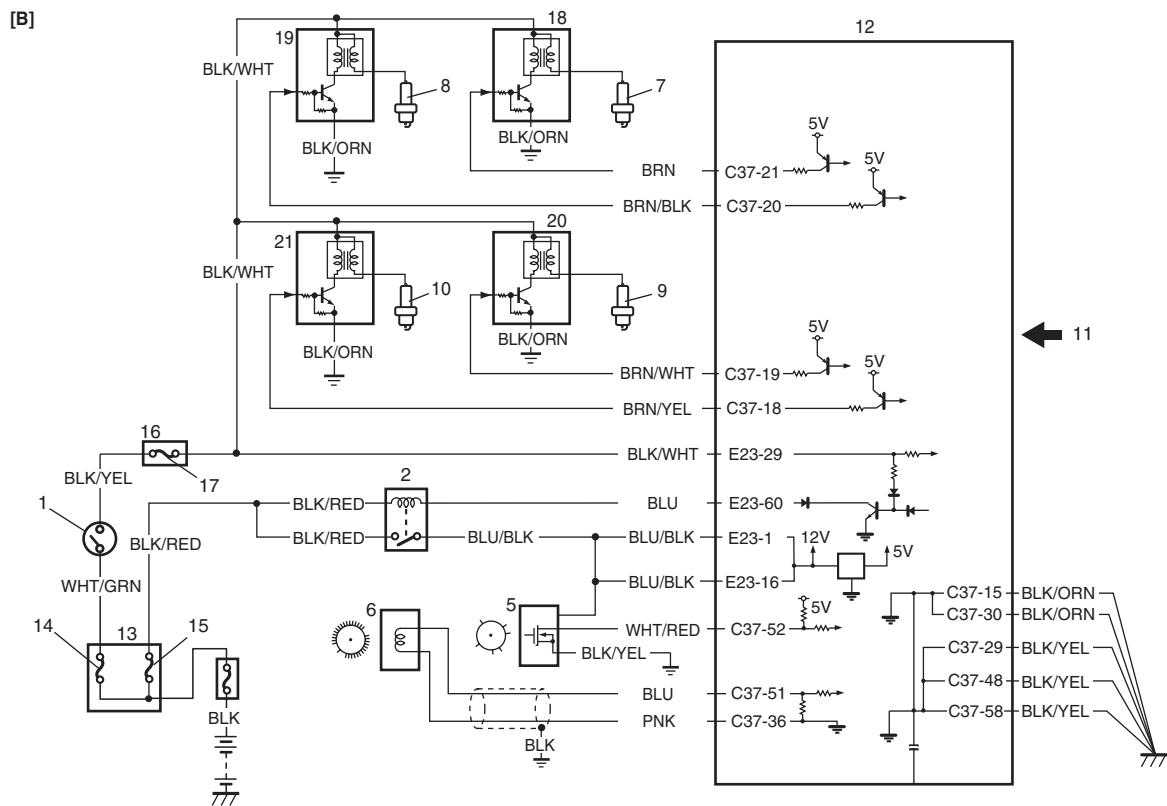 [B]
18
12
19
BLK/WHT
8
7
5V
BLK/ORN
BLK/ORN
5V
BRN
C37-21
BRN/BLK
C37-20
21
20
BLK/WHT
10
9
11
BLK/ORN
BLK/ORN
5V
BRN/WHT
C37-19
5V
BRN/YEL
C37-18
16
BLK/WHT
E23-29
BLK/YEL
17
2
BLK/RED
BLU
E23-60
1
BLK/RED
BLK/RED
BLU/BLK
BLU/BLK
E23-1
12V
5V
WHT/GRN
BLU/BLK
E23-16
6
5
5V
C37-15
BLK/ORN
C37-30
BLK/ORN
14
13
15
WHT/RED
C37-52
C37-29
BLK/YEL
BLK/YEL
C37-48
BLK/YEL
BLU
C37-51
C37-58
BLK/YEL
BLK
PNK
C37-36
BLK